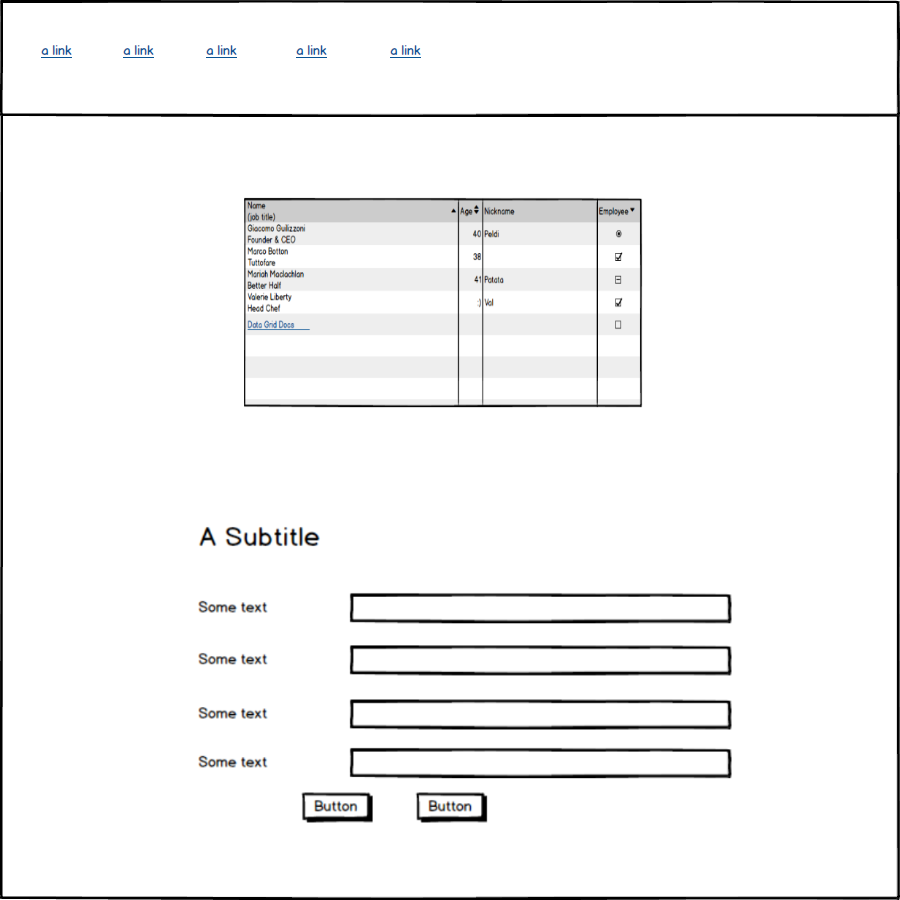 a link a link a link a link a link
Name
(job title)
Age Nickname Employee
Giacomo Guilizzoni
Founder & CEO
40 Peldi
Marco Botton
Tuttofare
38
Mariah Maclachlan
Better Half
41 Patata
Valerie Liberty
Head Chef
:) Val
Data Grid Docs
A Subtitle
Some text
Some text
Some text
Some text
Button Button